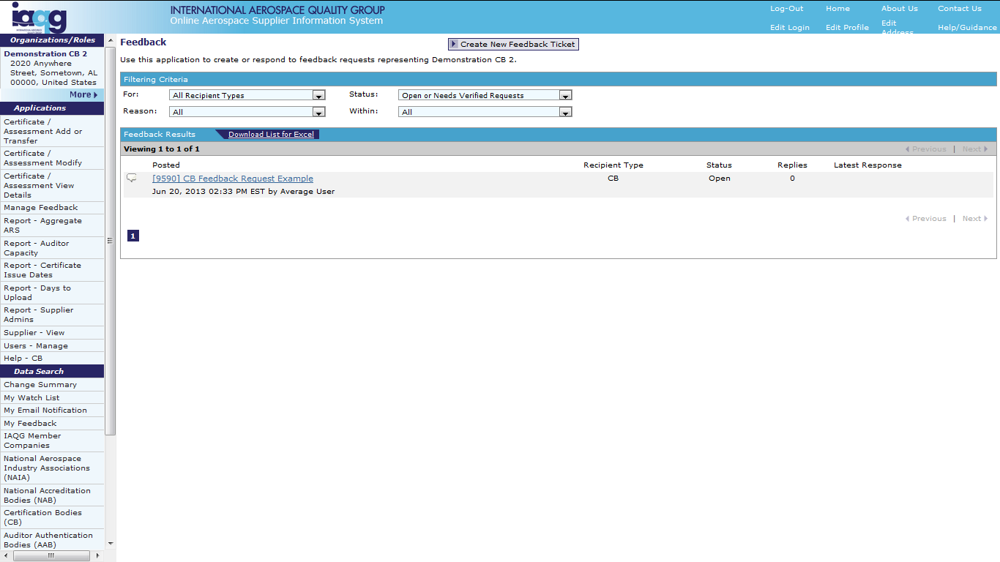 iaqg
INTERNATIONAL AEROSPACE QUALITY GROUP
Online Aerospace Supplier Information System
Log-Out
Home
About Us
Contact Us
Edit Login
Edit Profile
Edit
Address
Help/Guidance
Organizations/Roles
Demonstration CB 2
2020 Anywhere
Street, Sometown, AL
00000, United States
More
Applications
Certificate /
Assessment Add or
Transfer
Certificate /
Assessment Modify
Certificate /
Assessment View
Details
Manage Feedback
Report - Aggregate
ARS
Report - Auditor
Capacity
Report - Certificate
Issue Dates
Report - Days to
Upload
Report - Supplier
Admins
Supplier - View
Users - Manage
Help - CB
Data Search
Change Summary
My Watch List
My Email Notification
My Feedback
IAQG Member
Companies
National Aerospace
Industry Associations
(NAIA)
National Accreditation
Bodies (NAB)
Certification Bodies
(CB)
Auditor Authentication
Bodies (AAB)
Feedback
Create New Feedback Ticket
Use this application to create or respond to feedback requests representing Demonstration CB 2.
Filtering Criteria
For: All Recipient Types Status: Open or Needs Verified Requests
Reason: All Within: All
Feedback Results Download List for Excel
Viewing 1 to 1 of 1 Previous | Next
Posted Recipient Type Status Replies Latest Response
[9590] CB Feedback Request Example CB Open 0
Jun 20, 2013 02:33 PM EST by Average User
Previous | Next
1